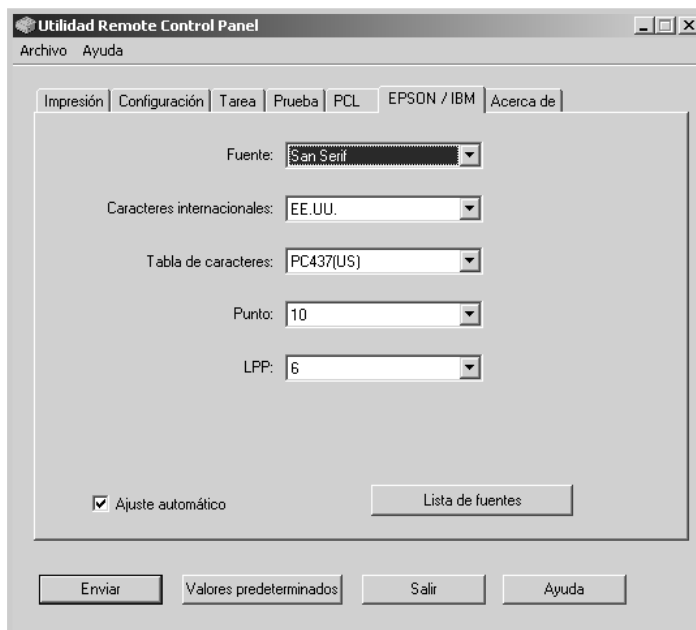 Utilidad Remote Control Panel
Archivo Ayuda
Impresión Configuración Tarea Prueba PCL EPSON / IBM Acerca de
Fuente: San Serif
Caracteres internacionales: EE.UU.
Tabla de caracteres: PC437(US)
Punto: 10
LPP: 6
Ajuste automático Lista de fuentes
Enviar Valores predeterminados Salir Ayuda